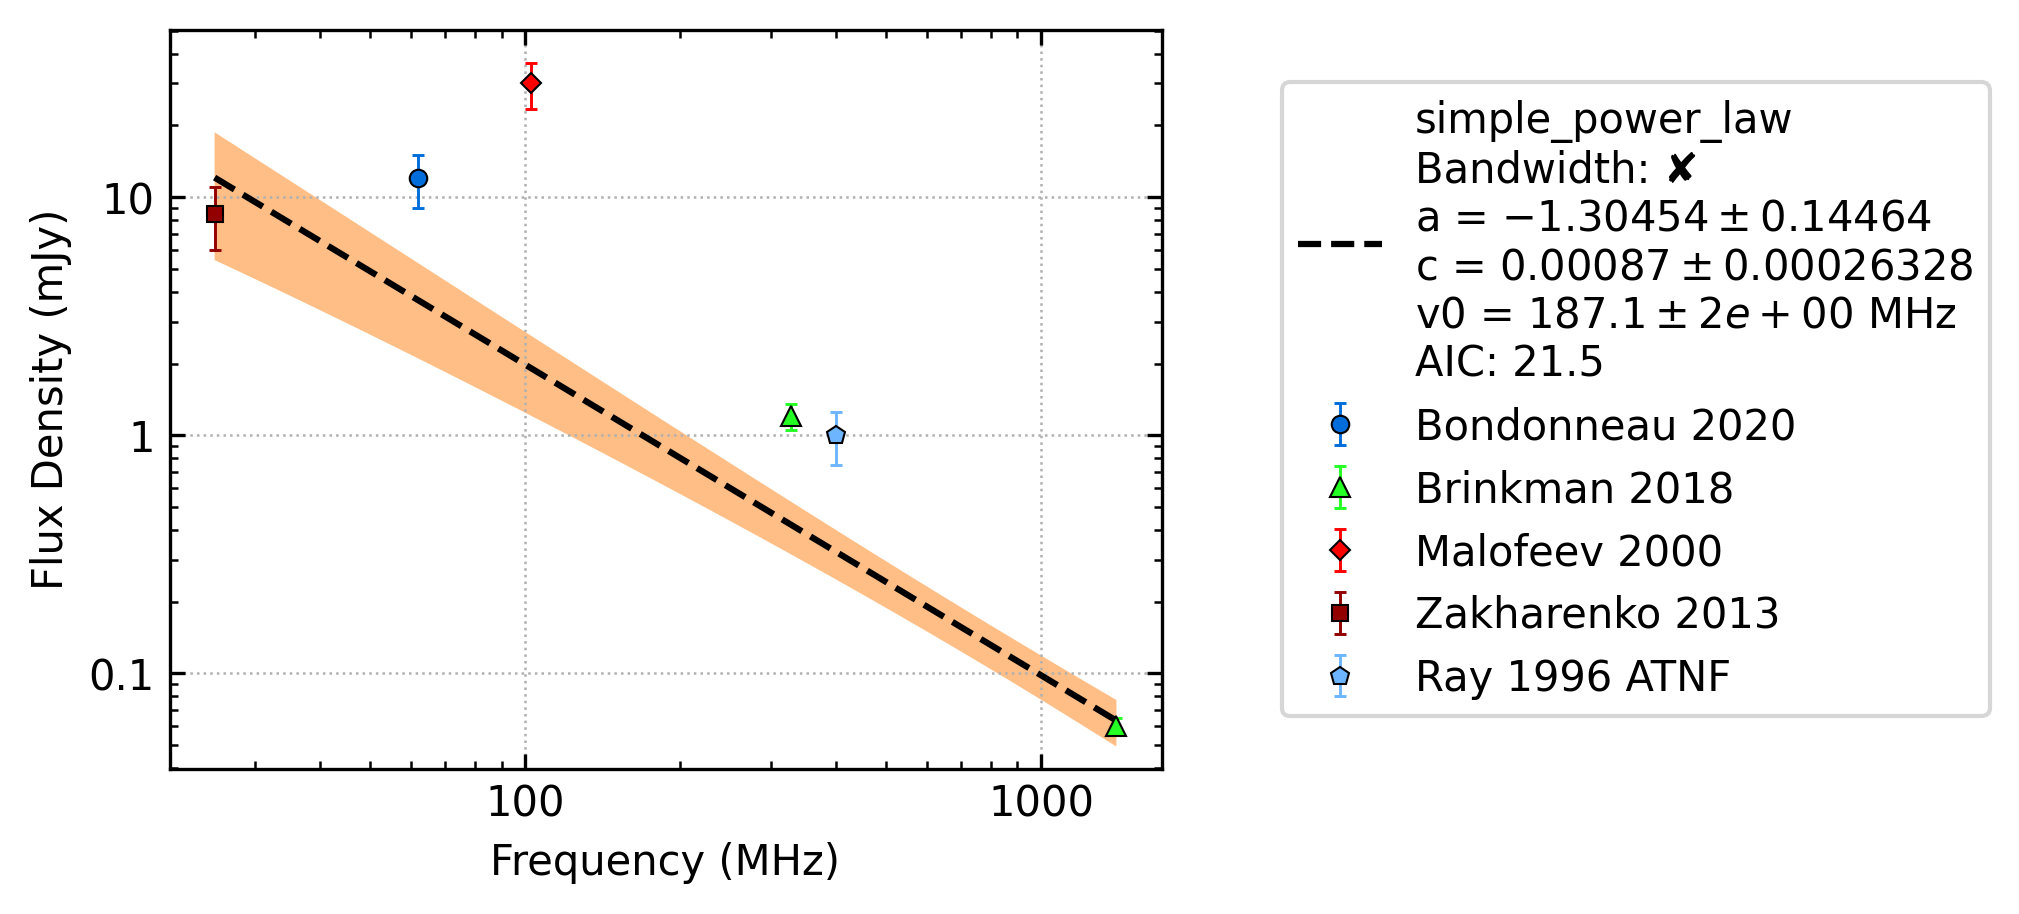 10
1
0.1
Flux Density (mJy)
100
1000
Frequency (MHz)
simple_power_law
Bandwidth: ✘
a = −1.30454 ± 0.14464
c = 0.00087 ± 0.00026328
v0 = 187.1 ± 2e + 00 MHz
AIC: 21.5
Bondonneau 2020
Brinkman 2018
Malofeev 2000
Zakharenko 2013
Ray 1996 ATNF